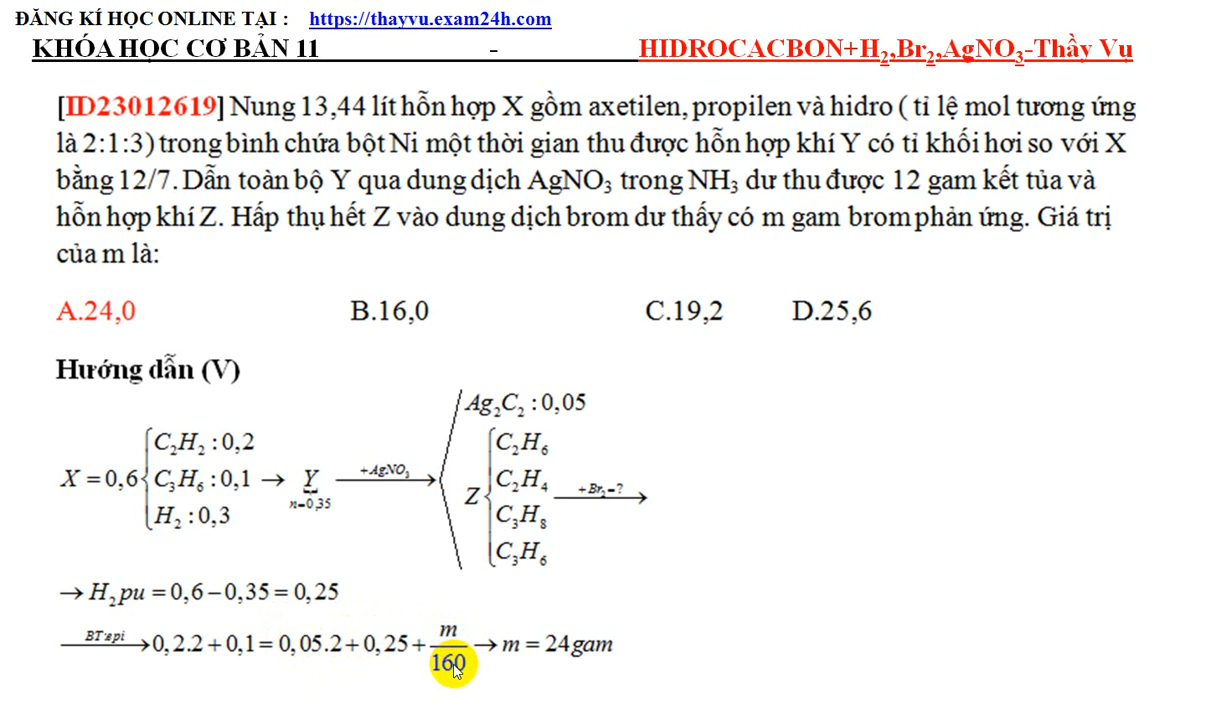 ĐĂNG KÍ HỌC ONLINE TẠI : https://thayvu.exam24h.com
KHÓA HỌC CƠ BẢN 11 - HIDROCACBON+H₂,Br₂,AgNO₃-Thầy Vụ
[ID23012619] Nung 13,44 lít hỗn hợp X gồm axetilen, propilen và hidro ( tỉ lệ mol tương ứng
là 2:1:3) trong bình chứa bột Ni một thời gian thu được hỗn hợp khí Y có tỉ khối hơi so với X
bằng 12/7. Dẫn toàn bộ Y qua dung dịch AgNO₃ trong NH₃ dư thu được 12 gam kết tủa và
hỗn hợp khí Z. Hấp thụ hết Z vào dung dịch brom dư thấy có m gam brom phản ứng. Giá trị
của m là:
A.24,0 B.16,0 C.19,2 D.25,6
Hướng dẫn (V)
Ag₂C₂ : 0,05
C₂H₂ : 0,2 C₂H₆
X = 0,6 C₃H₆ : 0,1 → Y +AgNO₃ Z C₂H₄ +Br₂=?
n=0,35
H₂ : 0,3 C₃H₈
C₃H₆
→ H₂pu = 0,6 – 0,35 = 0,25
BT:pi → 0,2.2 + 0,1 = 0,05.2 + 0,25 + m/160 → m = 24gam